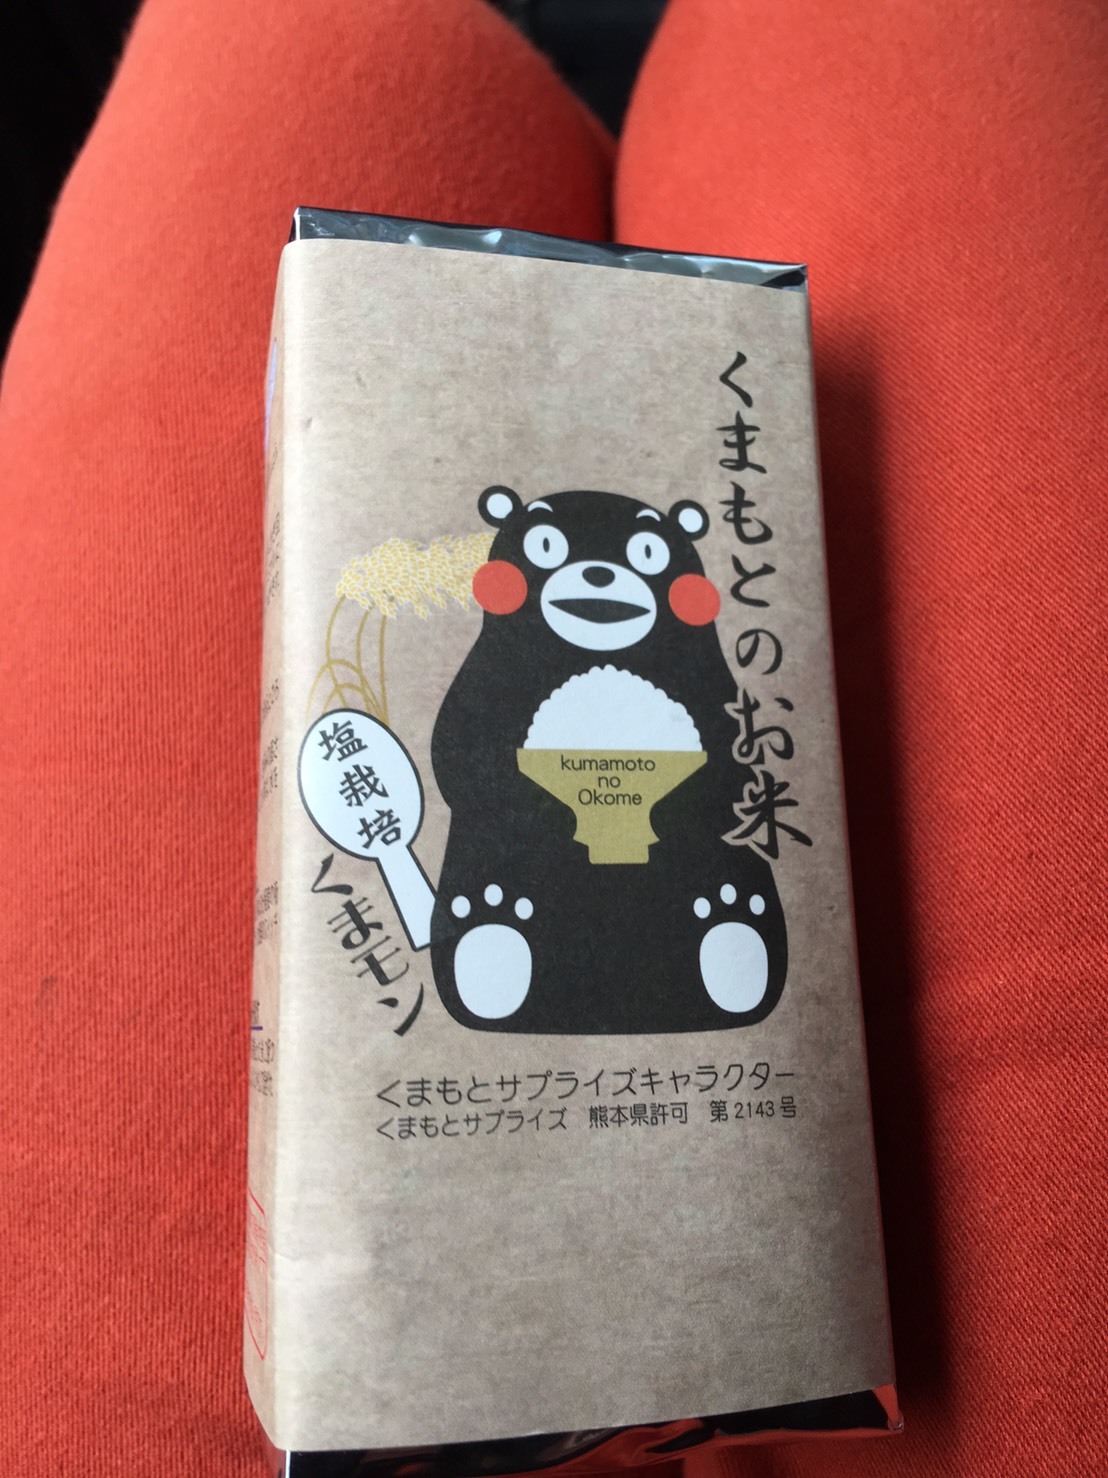 くまもとのお米
kumamoto
no
Okome
塩栽培
くまモン
くまもとサプライズキャラクター
くまもとサプライズ　熊本県許可　第2143号